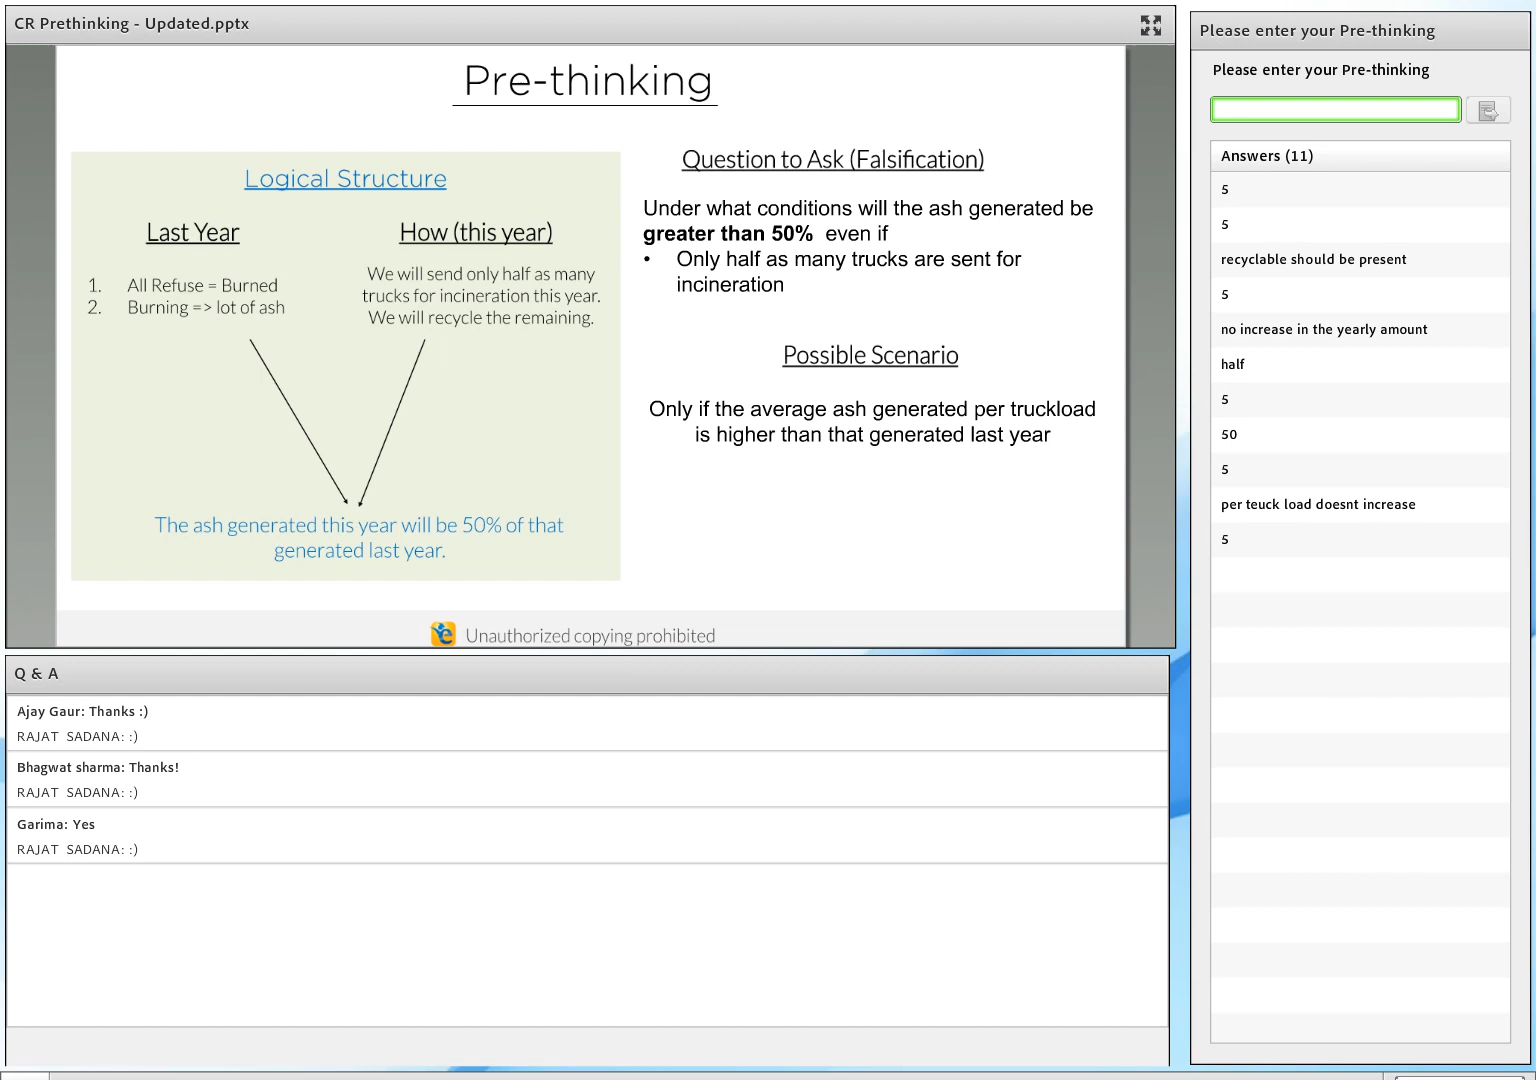 CR Prethinking - Updated.pptx
Pre-thinking
Logical Structure
Last Year
1. All Refuse = Burned
2. Burning => lot of ash
How (this year)
We will send only half as many
trucks for incineration this year.
We will recycle the remaining.
The ash generated this year will be 50% of that
generated last year.
Question to Ask (Falsification)
Under what conditions will the ash generated be
greater than 50% even if
• Only half as many trucks are sent for
incineration
Possible Scenario
Only if the average ash generated per truckload
is higher than that generated last year
Unauthorized copying prohibited
Q & A
Ajay Gaur: Thanks :)
RAJAT SADANA: :)
Bhagwat sharma: Thanks!
RAJAT SADANA: :)
Garima: Yes
RAJAT SADANA: :)
Please enter your Pre-thinking
Please enter your Pre-thinking
Answers (11)
5
5
recyclable should be present
5
no increase in the yearly amount
half
5
50
5
per teuck load doesnt increase
5